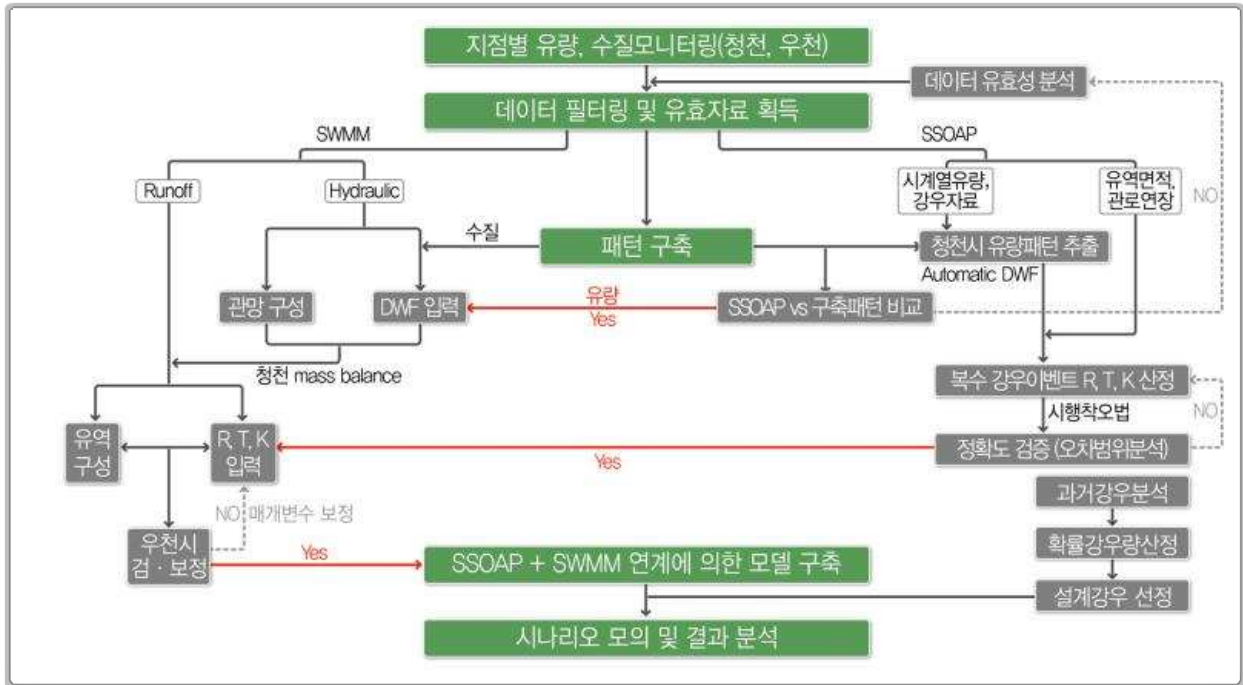 지점별 유량, 수질모니터링(청천, 우천)
데이터 유효성 분석
데이터 필터링 및 유효자료 획득
SWMM
SSOAP
Runoff
Hydraulic
시계열유량,
강우자료
유역면적,
관로연장
NO
수질
패턴 구축
청천시 유량패턴 추출
Automatic DWF
관망 구성
DWF 입력
유량
Yes
SSOAP vs 구축패턴 비교
청천 mass balance
복수 강우이벤트 R, T, K 산정
시행착오법
NO
유역
구성
R, T, K
입력
Yes
정확도 검증 (오차범위분석)
과거강우분석
NO 매개변수 보정
우천시
검·보정
Yes
확률강우량산정
SSOAP + SWMM 연계에 의한 모델 구축
설계강우 선정
시나리오 모의 및 결과 분석